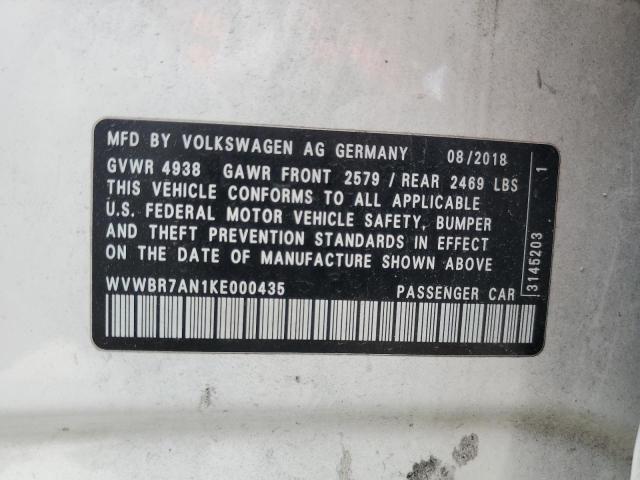 MFD BY VOLKSWAGEN AG GERMANY 08/2018
GVWR 4938 GAWR FRONT 2579 / REAR 2469 LBS
THIS VEHICLE CONFORMS TO ALL APPLICABLE
U.S. FEDERAL MOTOR VEHICLE SAFETY, BUMPER
AND THEFT PREVENTION STANDARDS IN EFFECT
ON THE DATE OF MANUFACTURE SHOWN ABOVE
WVWBR7AN1KE000435 PASSENGER CAR
3145203 1